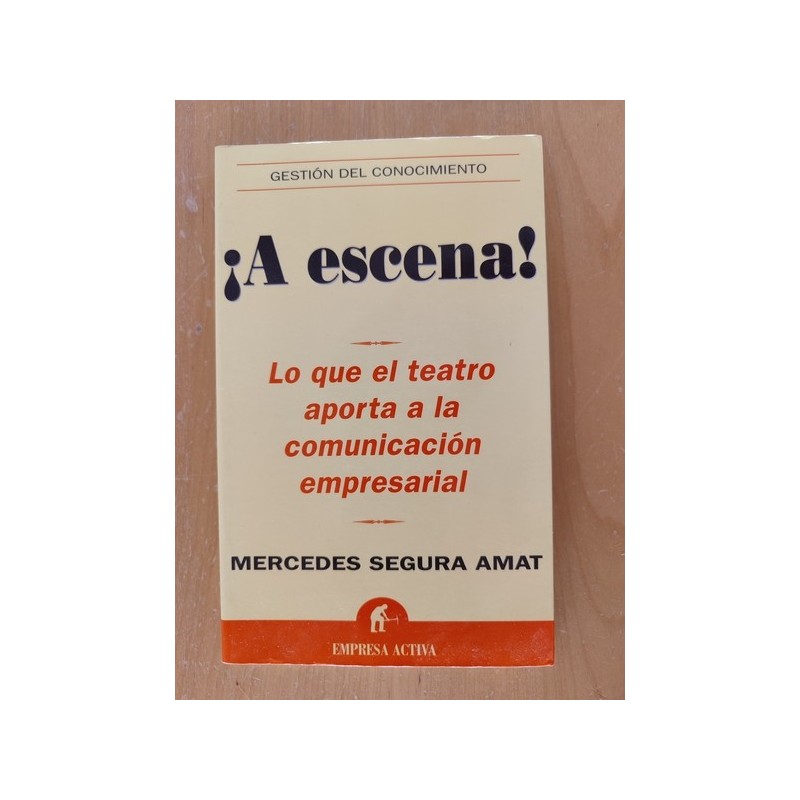 GESTIÓN DEL CONOCIMIENTO
¡A escena!
Lo que el teatro
aporta a la
comunicación
empresarial
MERCEDES SEGURA AMAT
EMPRESA ACTIVA